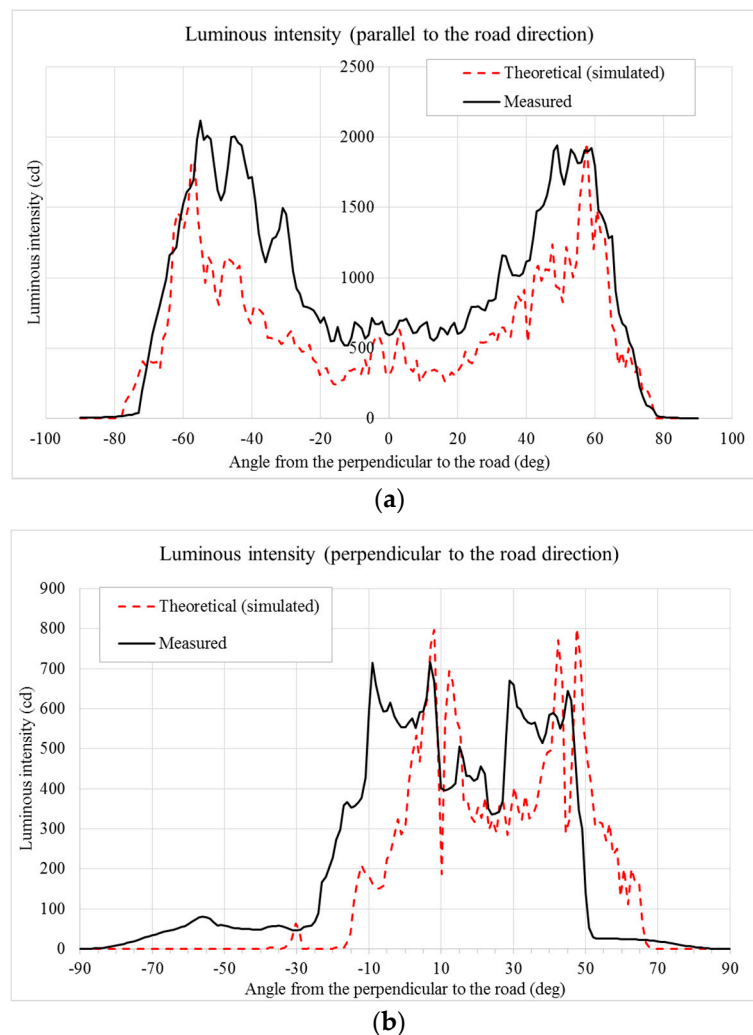 Luminous intensity (parallel to the road direction)
2500
Theoretical (simulated)
Measured
2000
1500
1000
500
0
Luminous intensity (cd)
-100 -80 -60 -40 -20 0 20 40 60 80 100
Angle from the perpendicular to the road (deg)
(a)
Luminous intensity (perpendicular to the road direction)
900
800
700
600
500
400
300
200
100
0
Theoretical (simulated)
Measured
Luminous intensity (cd)
-90 -70 -50 -30 -10 10 30 50 70 90
Angle from the perpendicular to the road (deg)
(b)